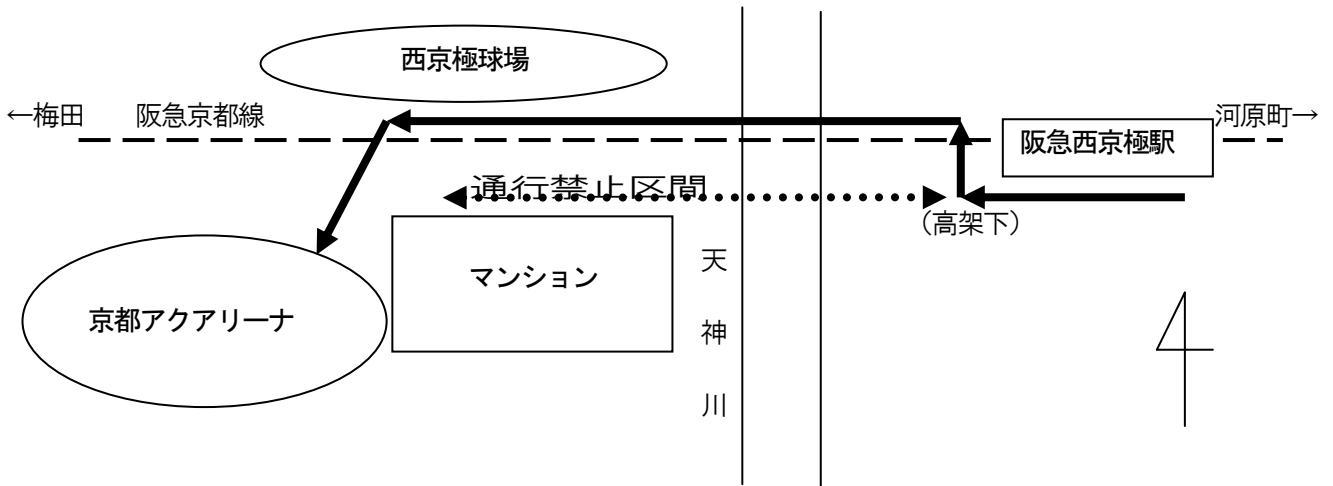 西京極球場
←梅田
阪急京都線
河原町→
阪急西京極駅
通行禁止区間
(高架下)
マンション
天神川
京都アクアリーナ